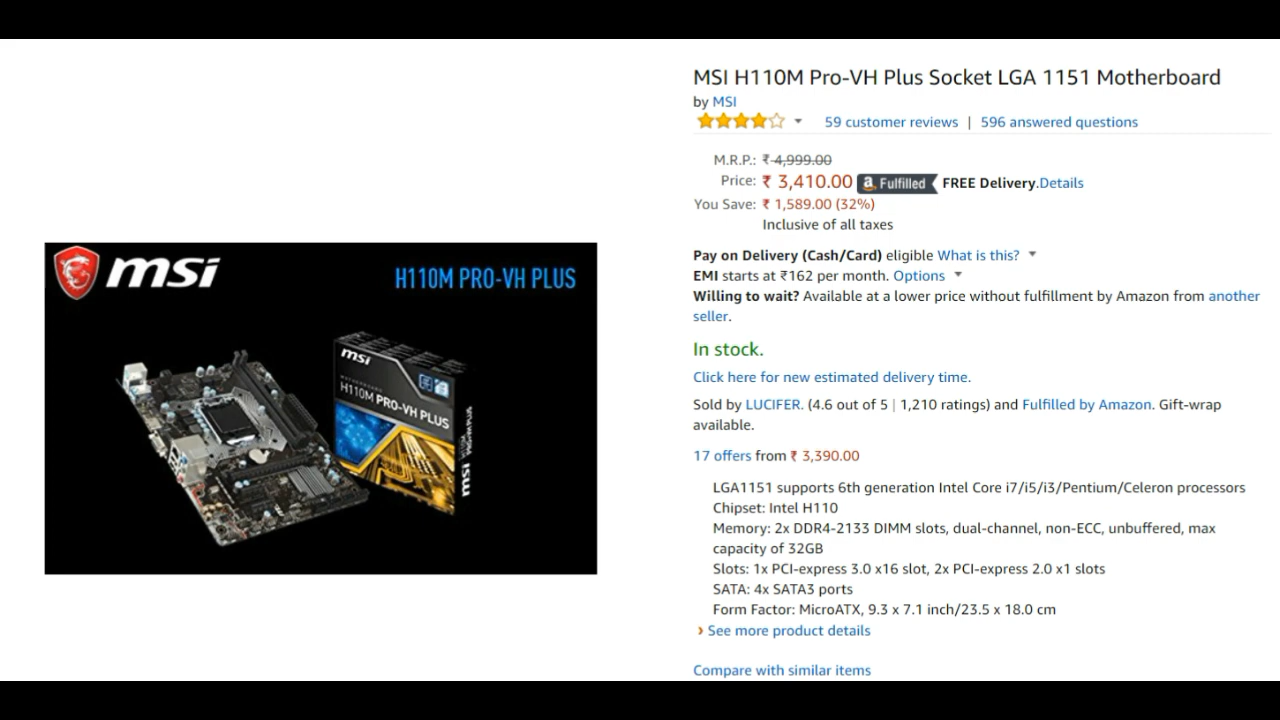 MSI H110M Pro-VH Plus Socket LGA 1151 Motherboard
by MSI
59 customer reviews | 596 answered questions
M.R.P.: ₹ 4,999.00
Price: ₹ 3,410.00 a Fulfilled FREE Delivery.Details
You Save: ₹ 1,589.00 (32%)
Inclusive of all taxes
Pay on Delivery (Cash/Card) eligible What is this?
EMI starts at ₹162 per month. Options
Willing to wait? Available at a lower price without fulfillment by Amazon from another
seller.
In stock.
Click here for new estimated delivery time.
Sold by LUCIFER. (4.6 out of 5 | 1,210 ratings) and Fulfilled by Amazon. Gift-wrap
available.
17 offers from ₹ 3,390.00
LGA1151 supports 6th generation Intel Core i7/i5/i3/Pentium/Celeron processors
Chipset: Intel H110
Memory: 2x DDR4-2133 DIMM slots, dual-channel, non-ECC, unbuffered, max
capacity of 32GB
Slots: 1x PCI-express 3.0 x16 slot, 2x PCI-express 2.0 x1 slots
SATA: 4x SATA3 ports
Form Factor: MicroATX, 9.3 x 7.1 inch/23.5 x 18.0 cm
› See more product details
Compare with similar items
msi
H110M PRO-VH PLUS
msi
MOTHERBOARD
H110M PRO-VH PLUS
msi
H110M
PRO-VH PLUS